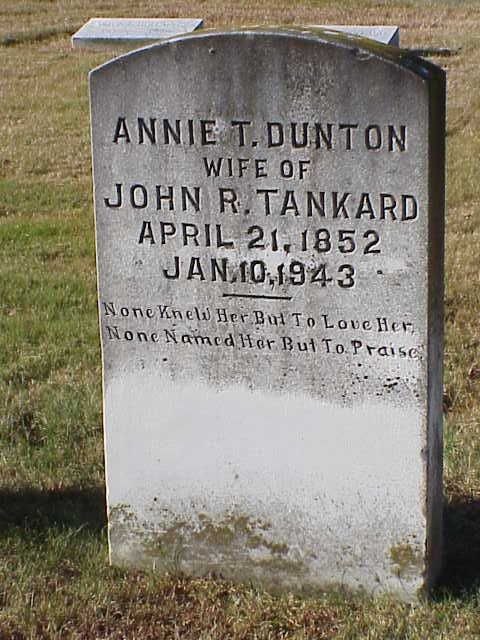 ANNIE T. DUNTON
WIFE OF
JOHN R. TANKARD
APRIL 21, 1852
JAN. 10, 1943
None Knew Her But To Love Her,
None Named Her But To Praise